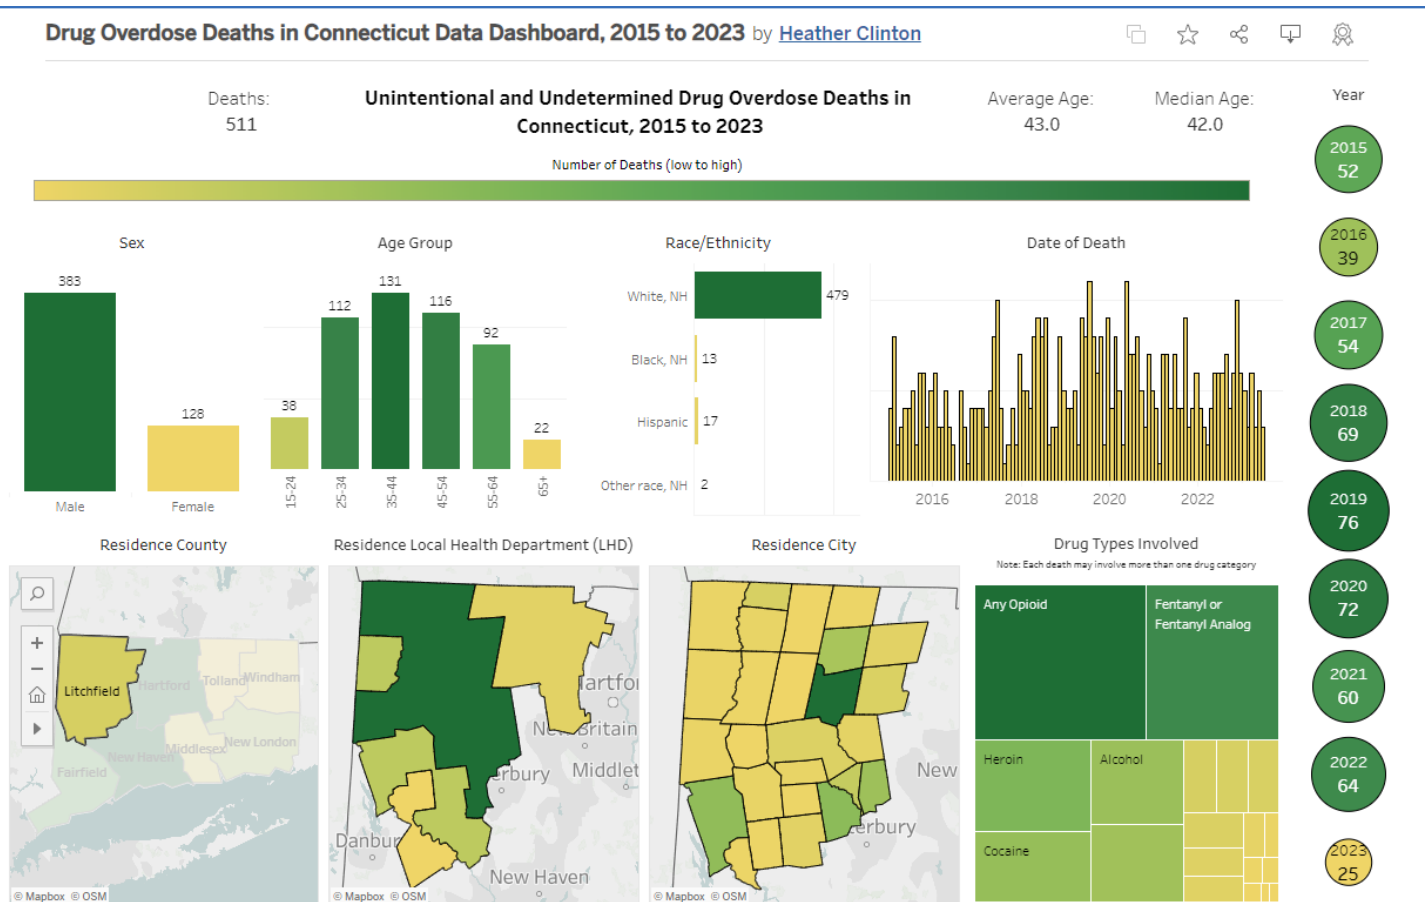 Drug Overdose Deaths in Connecticut Data Dashboard, 2015 to 2023 by Heather Clinton
Deaths:
511
Unintentional and Undetermined Drug Overdose Deaths in
Connecticut, 2015 to 2023
Average Age:
43.0
Median Age:
42.0
Year
Number of Deaths (low to high)
2015
52
2016
39
2017
54
2018
69
2019
76
2020
72
2021
60
2022
64
2023
25
Sex
383
128
Male
Female
Age Group
38
112
131
116
92
22
15-24
25-34
35-44
45-54
55-64
65+
Race/Ethnicity
White, NH
479
Black, NH
13
Hispanic
17
Other race, NH
2
Date of Death
2016
2018
2020
2022
Residence County
Litchfield
Hartford
Tolland
Windham
Middlesex
New London
New Haven
Fairfield
© Mapbox © OSM
Residence Local Health Department (LHD)
Hartfo
New Britain
erbury
Middlet
Danbur
New Haven
© Mapbox © OSM
Residence City
New
erbury
© Mapbox © OSM
Drug Types Involved
Note: Each death may involve more than one drug category
Any Opioid
Fentanyl or
Fentanyl Analog
Heroin
Alcohol
Cocaine